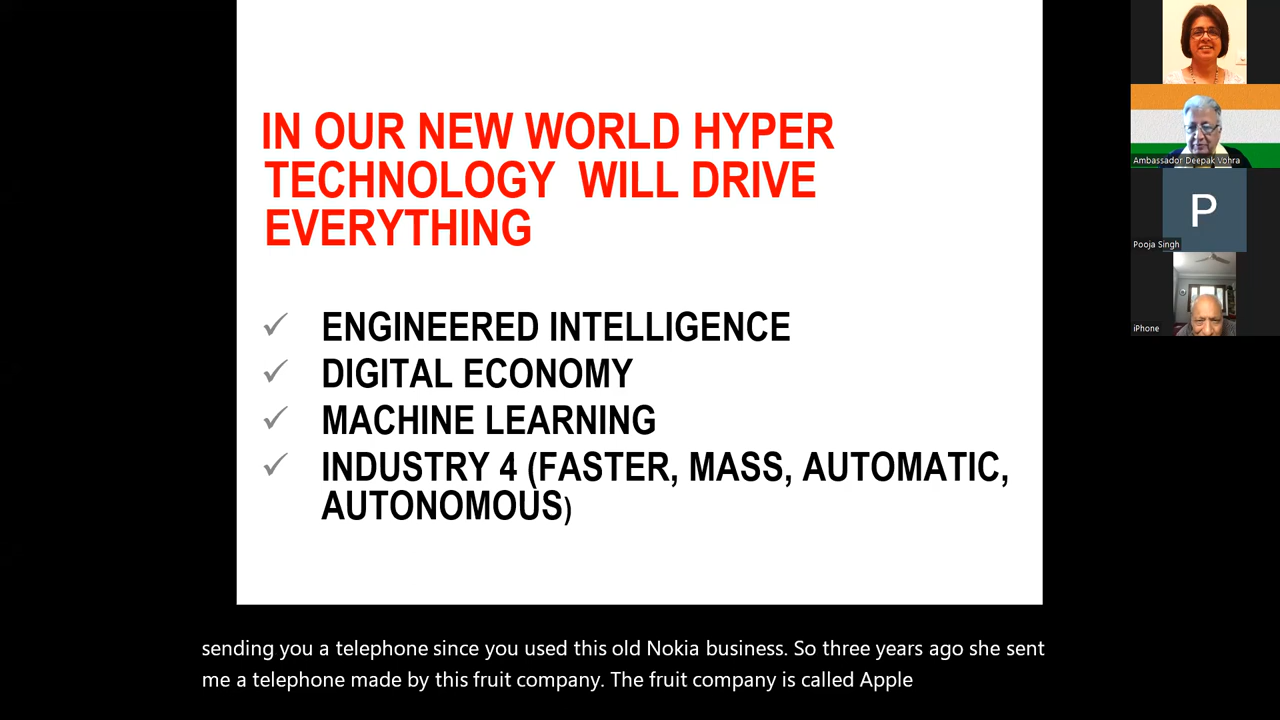 IN OUR NEW WORLD HYPER
TECHNOLOGY WILL DRIVE
EVERYTHING
✓ ENGINEERED INTELLIGENCE
✓ DIGITAL ECONOMY
✓ MACHINE LEARNING
✓ INDUSTRY 4 (FASTER, MASS, AUTOMATIC,
AUTONOMOUS)
Ambassador Deepak Vohra
P
Pooja Singh
iPhone
sending you a telephone since you used this old Nokia business. So three years ago she sent
me a telephone made by this fruit company. The fruit company is called Apple